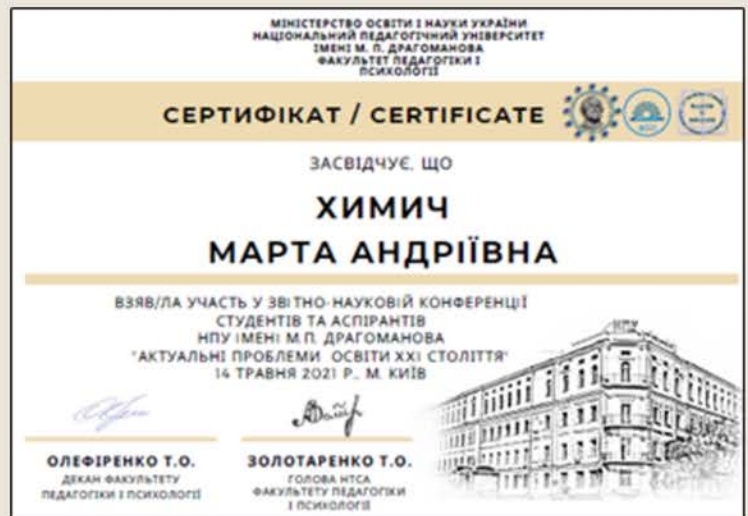 МІНІСТЕРСТВО ОСВІТИ І НАУКИ УКРАЇНИ
НАЦІОНАЛЬНИЙ ПЕДАГОГІЧНИЙ УНІВЕРСИТЕТ
ІМЕНІ М. П. ДРАГОМАНОВА
ФАКУЛЬТЕТ ПЕДАГОГІКИ І
ПСИХОЛОГІЇ
СЕРТИФІКАТ / CERTIFICATE
ЗАСВІДЧУЄ, ЩО
ХИМИЧ
МАРТА АНДРІЇВНА
ВЗЯВ/ЛА УЧАСТЬ У ЗВІТНО-НАУКОВІЙ КОНФЕРЕНЦІЇ
СТУДЕНТІВ ТА АСПІРАНТІВ
НПУ ІМЕНІ М.П. ДРАГОМАНОВА
"АКТУАЛЬНІ ПРОБЛЕМИ ОСВІТИ ХХІ СТОЛІТТЯ"
14 ТРАВНЯ 2021 Р., М. КИЇВ
НПУ
ОЛЕФІРЕНКО Т.О.
ДЕКАН ФАКУЛЬТЕТУ
ПЕДАГОГІКИ І ПСИХОЛОГІЇ
ЗОЛОТАРЕНКО Т.О.
ГОЛОВА НТСА
ФАКУЛЬТЕТУ ПЕДАГОГІКИ
І ПСИХОЛОГІЇ